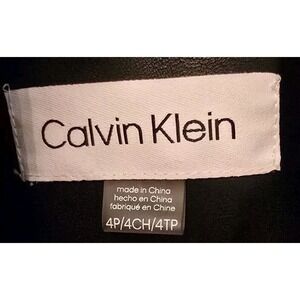 Calvin Klein
made in China
hecho en China
fabriqué en Chine
4P/4CH/4TP